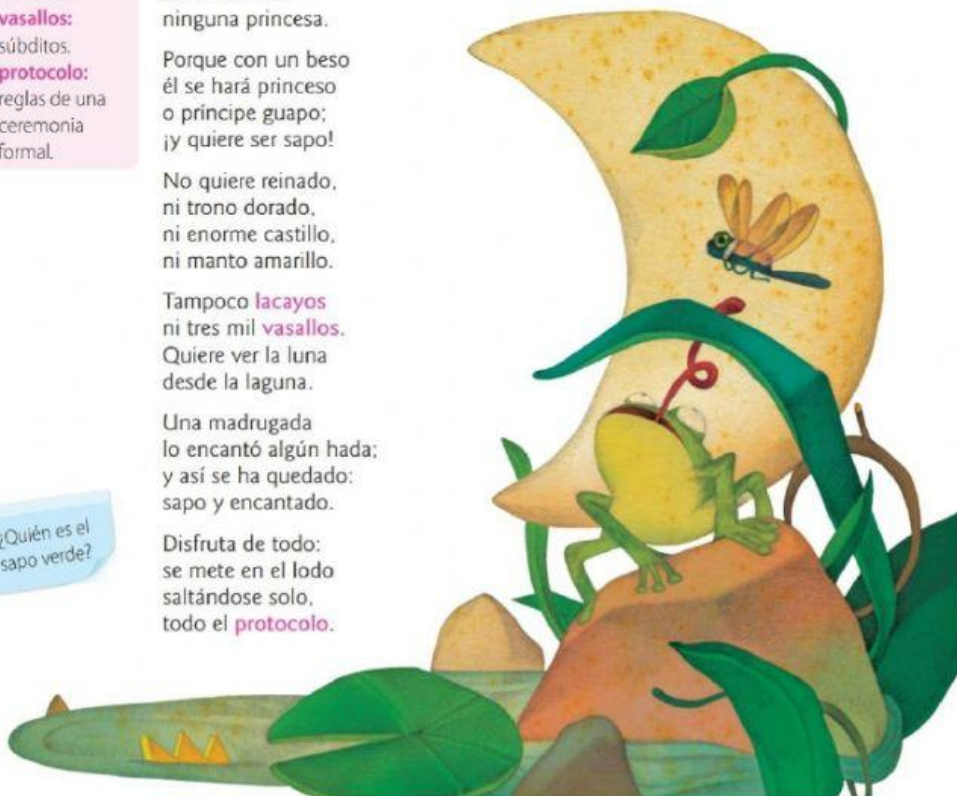 vasallos:
súbditos.
protocolo:
reglas de una
ceremonia
formal.
¿Quién es el
sapo verde?
ninguna princesa.
Porque con un beso
él se hará princeso
o príncipe guapo;
¡y quiere ser sapo!
No quiere reinado,
ni trono dorado,
ni enorme castillo,
ni manto amarillo.
Tampoco lacayos
ni tres mil vasallos.
Quiere ver la luna
desde la laguna.
Una madrugada
lo encantó algún hada;
y así se ha quedado:
sapo y encantado.
Disfruta de todo:
se mete en el lodo
saltándose solo,
todo el protocolo.